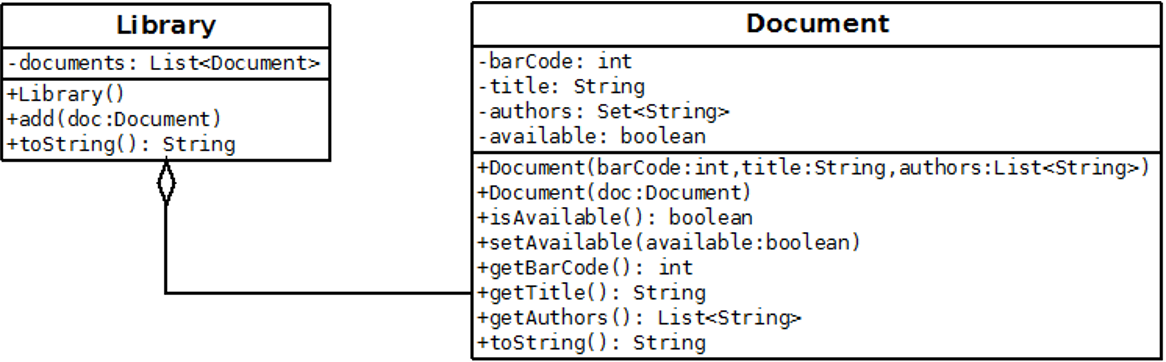 Library
-documents: List<Document>
+Library()
+add(doc:Document)
+toString(): String
Document
-barCode: int
-title: String
-authors: Set<String>
-available: boolean
+Document(barCode:int,title:String,authors:List<String>)
+Document(doc:Document)
+isAvailable(): boolean
+setAvailable(available:boolean)
+getBarCode(): int
+getTitle(): String
+getAuthors(): List<String>
+toString(): String